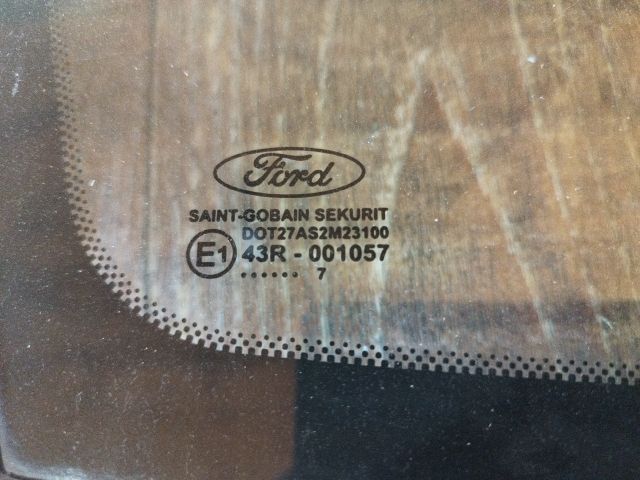 Ford
SAINT-GOBAIN SEKURIT
DOT27AS2M23100
E1 43R - 001057
...... 7